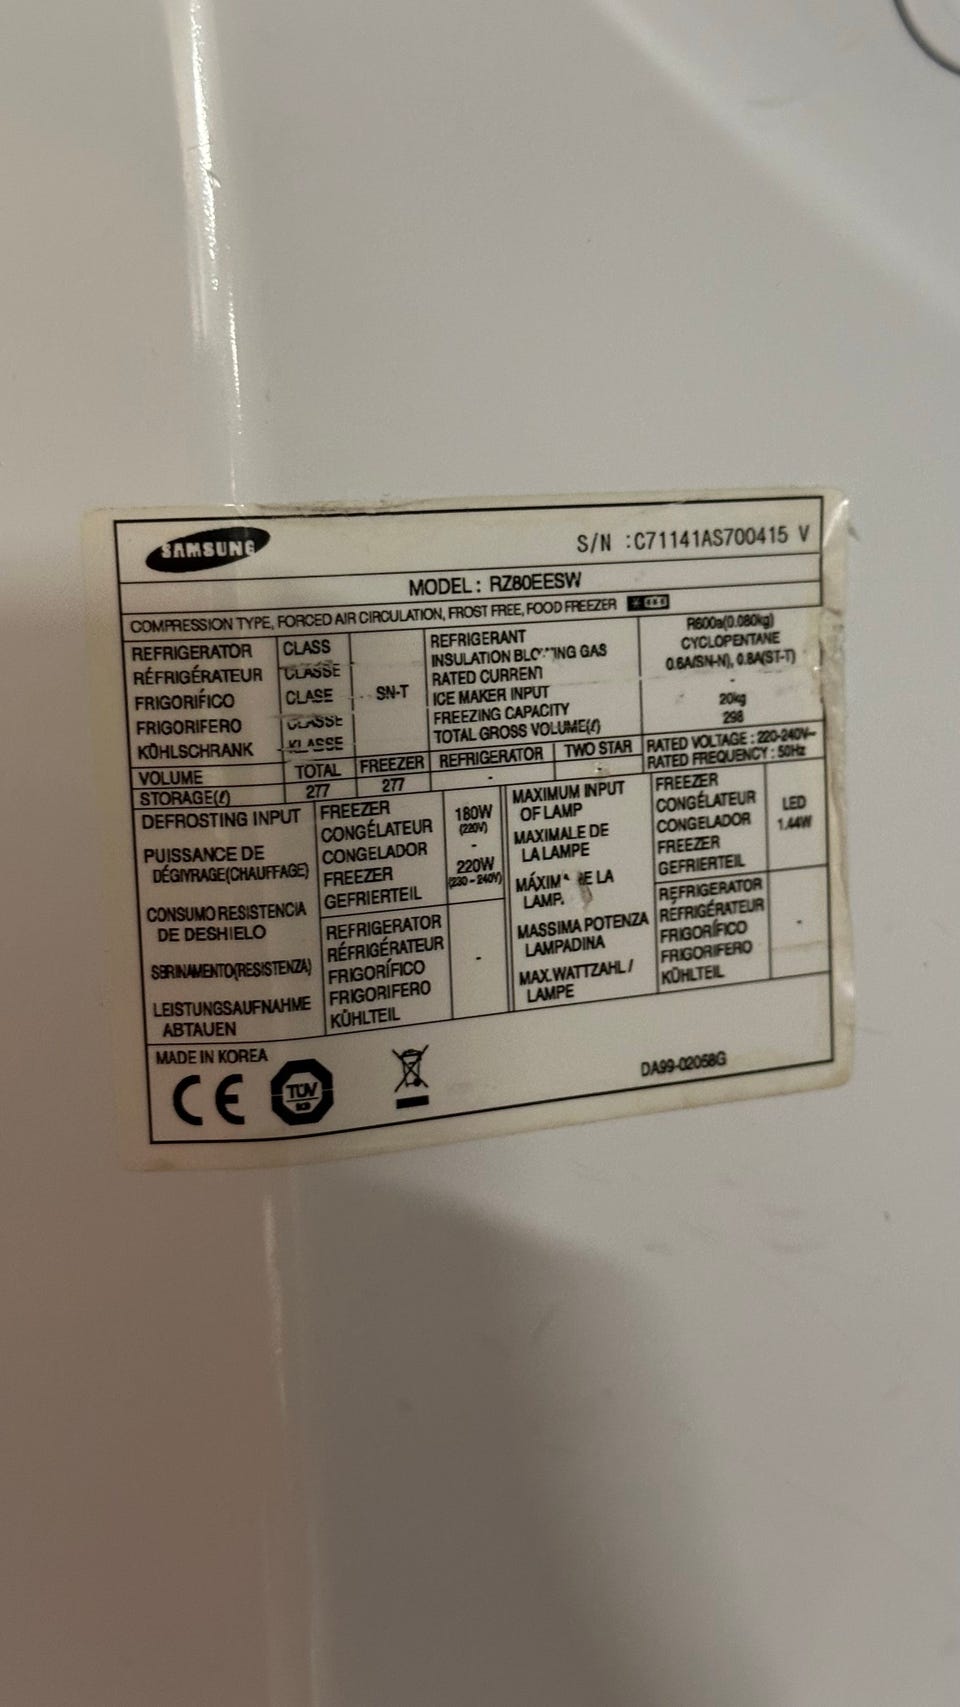 SAMSUNG
S/N :C71141AS700415 V
MODEL: RZ80EESW
COMPRESSION TYPE, FORCED AIR CIRCULATION, FROST FREE, FOOD FREEZER
REFRIGERATOR CLASS
RÉFRIGÉRATEUR CLASSE
FRIGORÍFICO CLASE
FRIGORIFERO CLASSE
KÜHLSCHRANK KLASSE
SN-T
REFRIGERANT R600a(0.080kg)
INSULATION GAS CYCLOPENTANE
RATED CURRENT 0.6A(SN-N), 0.8A(ST-T)
ICE MAKER INPUT -
FREEZING CAPACITY 20kg
TOTAL GROSS VOLUME(ℓ) 298
VOLUME TOTAL FREEZER REFRIGERATOR TWO STAR
STORAGE(ℓ) 277 277 -
RATED VOLTAGE : 220-240V~
RATED FREQUENCY : 50Hz
DEFROSTING INPUT
PUISSANCE DE
DÉGIVRAGE(CHAUFFAGE)
CONSUMO RESISTENCIA
DE DESHIELO
SBRINAMENTO(RESISTENZA)
LEISTUNGSAUFNAHME
ABTAUEN
FREEZER
CONGÉLATEUR
CONGELADOR
FREEZER
GEFRIERTEIL
180W
(220V)
-
220W
(230~240V)
REFRIGERATOR
RÉFRIGÉRATEUR
FRIGORÍFICO
FRIGORIFERO
KÜHLTEIL
-
MAXIMUM INPUT
OF LAMP
MAXIMALE DE
LA LAMPE
DE LA
MASSIMA POTENZA
LAMPADINA
MAX.WATTZAHL /
LAMPE
FREEZER
CONGÉLATEUR
CONGELADOR
FREEZER
GEFRIERTEIL
LED
1.44W
REFRIGERATOR
RÉFRIGÉRATEUR
FRIGORÍFICO
FRIGORIFERO
KÜHLTEIL
-
MADE IN KOREA
CE
TÜV
DA99-02058G